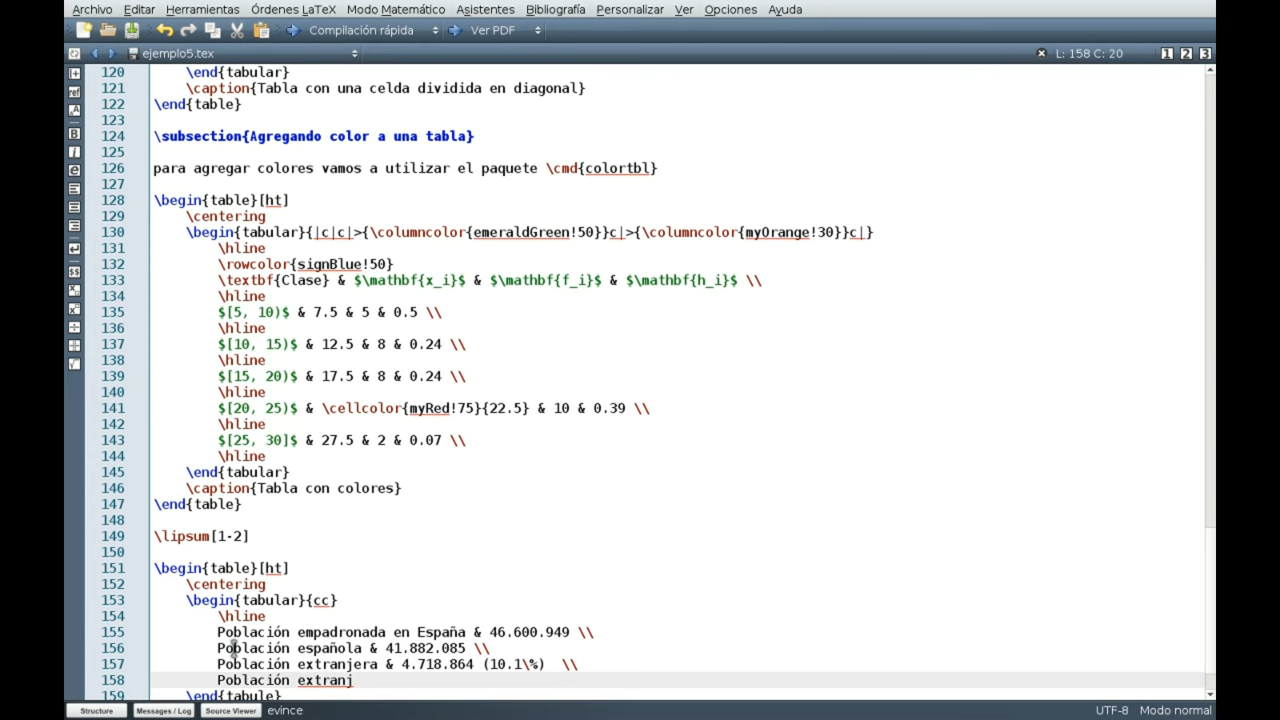 Archivo Editar Herramientas Órdenes LaTeX Modo Matemático Asistentes Bibliografía Personalizar Ver Opciones Ayuda
Compilación rápida Ver PDF
ejemplo5.tex L: 158 C: 20 1 2 3
120 \end{tabular}
121 \caption{Tabla con una celda dividida en diagonal}
122 \end{table}
123
124 \subsection{Agregando color a una tabla}
125
126 para agregar colores vamos a utilizar el paquete \cmd{colortbl}
127
128 \begin{table}[ht]
129 \centering
130 \begin{tabular}{|c|c|>{\columncolor{emeraldGreen!50}}c|>{\columncolor{myOrange!30}}c|}
131 \hline
132 \rowcolor{signBlue!50}
133 \textbf{Clase} & $\mathbf{x_i}$ & $\mathbf{f_i}$ & $\mathbf{h_i}$ \\
134 \hline
135 $[5, 10)$ & 7.5 & 5 & 0.5 \\
136 \hline
137 $[10, 15)$ & 12.5 & 8 & 0.24 \\
138 \hline
139 $[15, 20)$ & 17.5 & 8 & 0.24 \\
140 \hline
141 $[20, 25)$ & \cellcolor{myRed!75}{22.5} & 10 & 0.39 \\
142 \hline
143 $[25, 30]$ & 27.5 & 2 & 0.07 \\
144 \hline
145 \end{tabular}
146 \caption{Tabla con colores}
147 \end{table}
148
149 \lipsum[1-2]
150
151 \begin{table}[ht]
152 \centering
153 \begin{tabular}{cc}
154 \hline
155 Población empadronada en España & 46.600.949 \\
156 Población española & 41.882.085 \\
157 Población extranjera & 4.718.864 (10.1\%) \\
158 Población extranj
159 \end{tabule}
Structure Messages / Log Source Viewer evince UTF-8 Modo normal